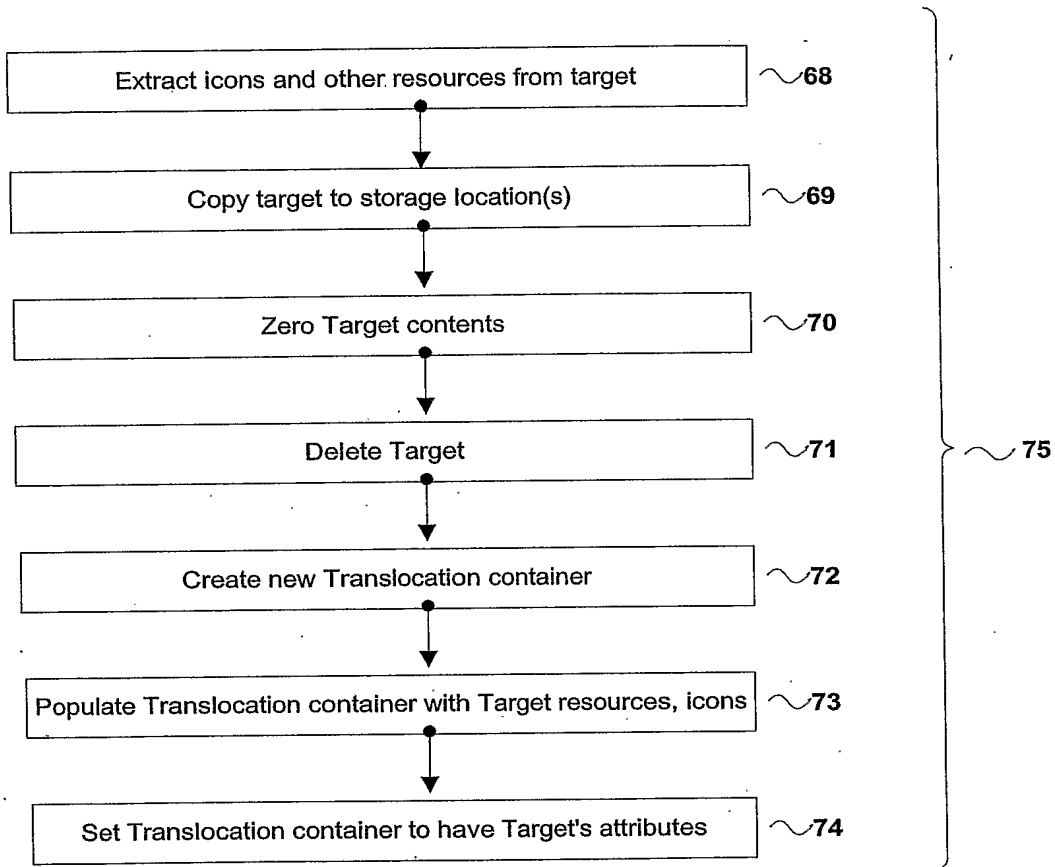 Extract icons and other resources from target 68
Copy target to storage location(s) 69
Zero Target contents 70
Delete Target 71
75
Create new Translocation container 72
Populate Translocation container with Target resources, icons 73
Set Translocation container to have Target's attributes 74